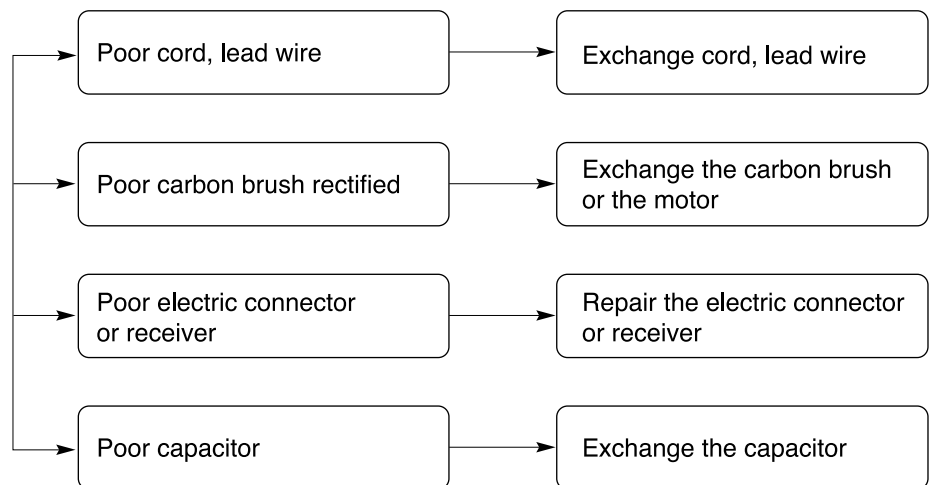 Poor cord, lead wire
Exchange cord, lead wire
Poor carbon brush rectified
Exchange the carbon brush
or the motor
Poor electric connector
or receiver
Repair the electric connector
or receiver
Poor capacitor
Exchange the capacitor